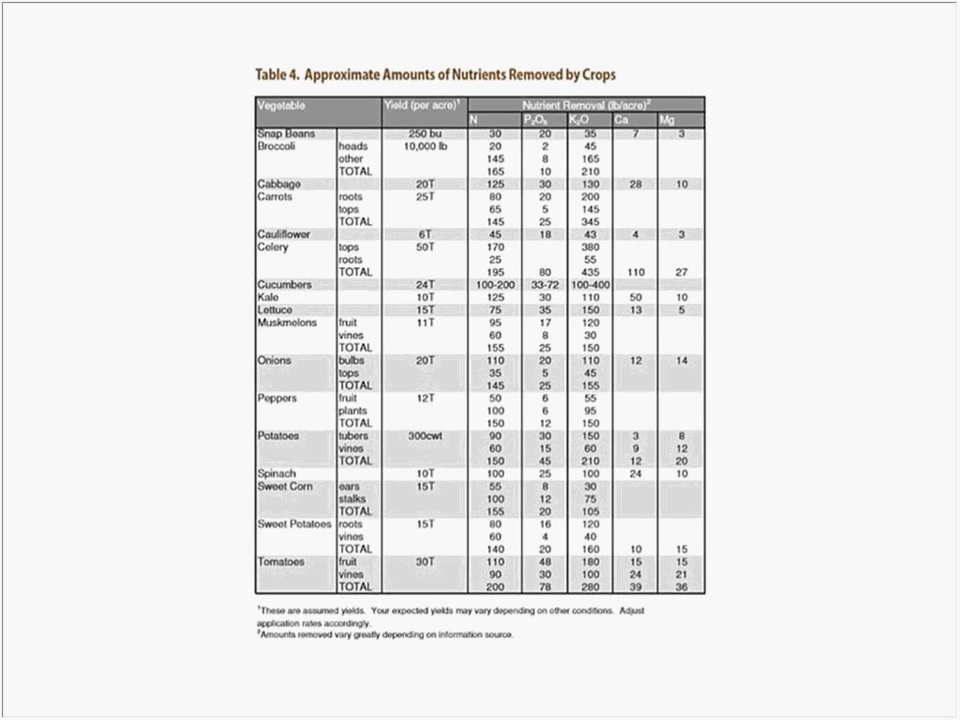 Table 4. Approximate Amounts of Nutrients Removed by Crops
Vegetable Yield (per acre)¹ Nutrient Removal (lb/acre)²
N P₂O₅ K₂O Ca Mg
Snap Beans 250 bu 30 20 35 7 3
Broccoli heads 10,000 lb 20 2 45
other 145 8 165
TOTAL 165 10 210
Cabbage 20T 125 30 130 28 10
Carrots roots 25T 80 20 200
tops 65 5 145
TOTAL 145 25 345
Cauliflower 6T 45 18 43 4 3
Celery tops 50T 170 380
roots 25 55
TOTAL 195 80 435 110 27
Cucumbers 24T 100-200 33-72 100-400
Kale 10T 125 30 110 50 10
Lettuce 15T 75 35 150 13 5
Muskmelons fruit 11T 95 17 120
vines 60 8 30
TOTAL 155 25 150
Onions bulbs 20T 110 20 110 12 14
tops 35 5 45
TOTAL 145 25 155
Peppers fruit 12T 50 6 55
plants 100 6 95
TOTAL 150 12 150
Potatoes tubers 300cwt 90 30 150 3 8
vines 60 15 60 9 12
TOTAL 150 45 210 12 20
Spinach 10T 100 25 100 24 10
Sweet Corn ears 15T 55 8 30
stalks 100 12 75
TOTAL 155 20 105
Sweet Potatoes roots 15T 80 16 120
vines 60 4 40
TOTAL 140 20 160 10 15
Tomatoes fruit 30T 110 48 180 15 15
vines 90 30 100 24 21
TOTAL 200 78 280 39 36
¹These are assumed yields. Your expected yields may vary depending on other conditions. Adjust
application rates accordingly.
²Amounts removed vary greatly depending on information source.